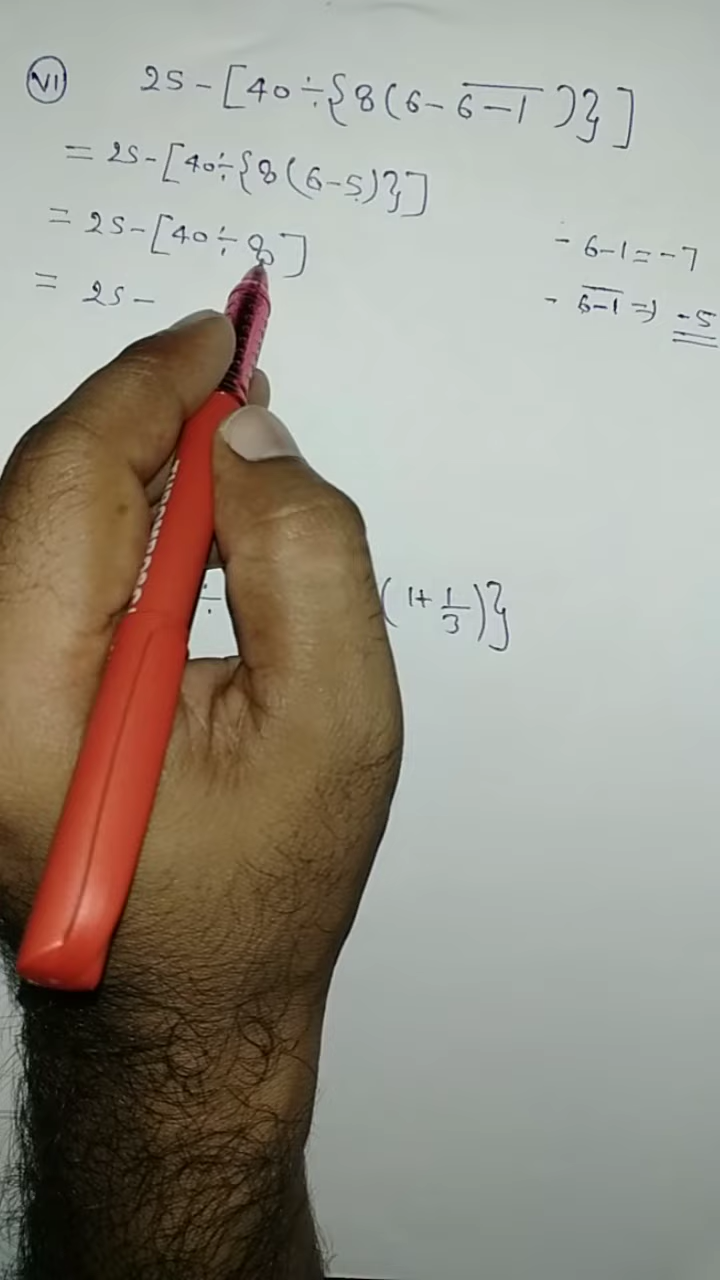 VI 25-[40÷{8(6-6̅-̅1̅)}]
= 25-[40÷{8(6-5)}]
= 25-[40÷8]
= 25-
- 6-1=-7
- 6̅-̅1̅ ⇒ -5
÷ (1+1/3)}